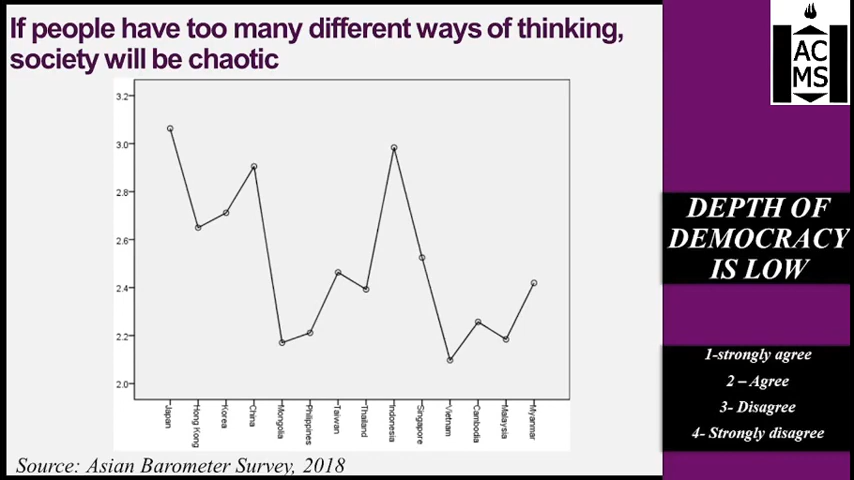 If people have too many different ways of thinking,
society will be chaotic
AC
MS
3.2
3.0
2.8
2.6
2.4
2.2
2.0
Japan
Hong Kong
Korea
China
Mongolia
Philippines
Taiwan
Thailand
Indonesia
Singapore
Vietnam
Cambodia
Malaysia
Myanmar
Source: Asian Barometer Survey, 2018
DEPTH OF
DEMOCRACY
IS LOW
1-strongly agree
2 – Agree
3- Disagree
4- Strongly disagree